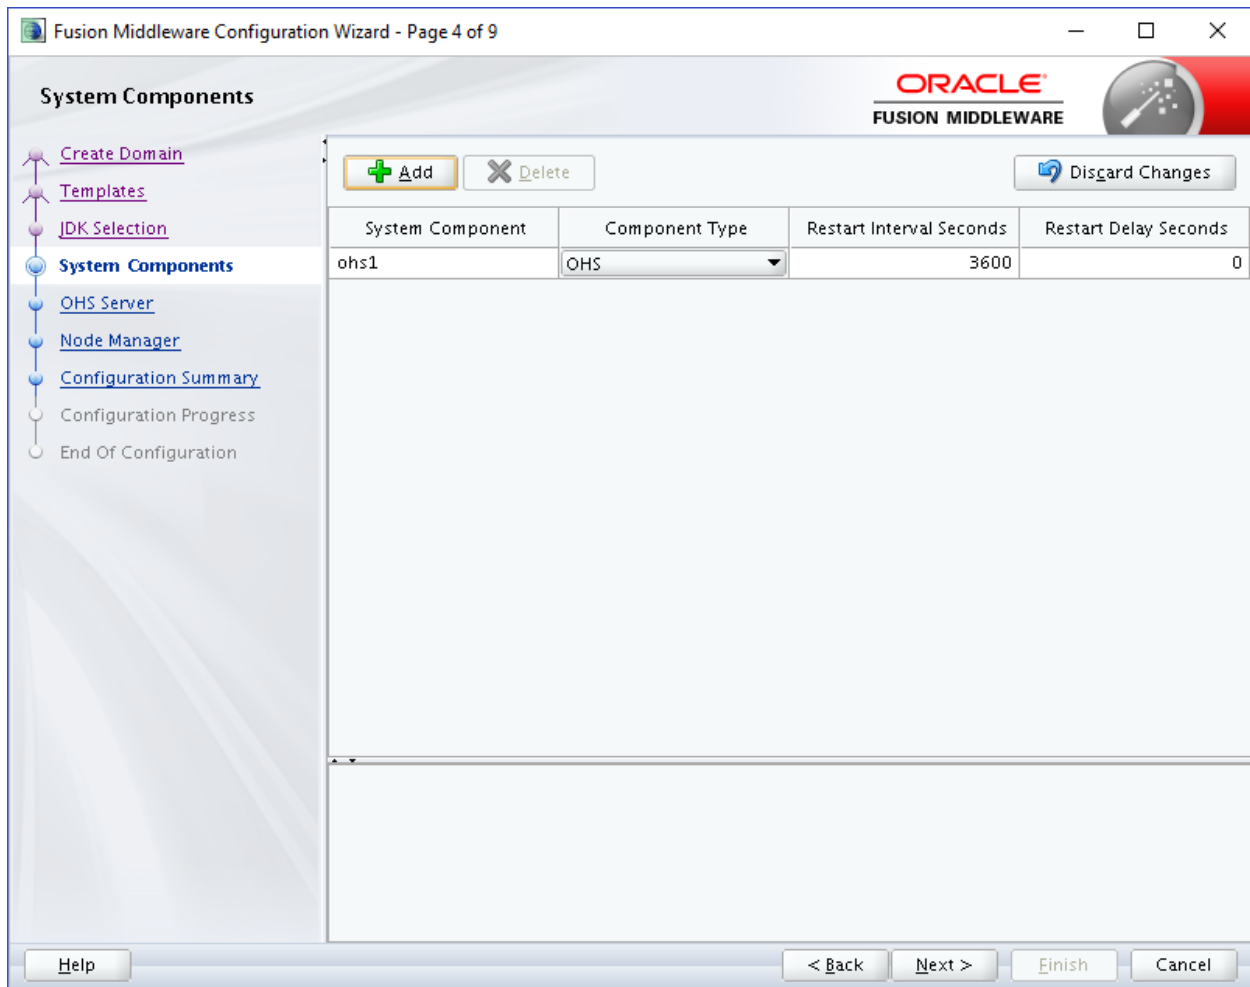 Fusion Middleware Configuration Wizard - Page 4 of 9
System Components
ORACLE
FUSION MIDDLEWARE
Create Domain
Templates
JDK Selection
System Components
OHS Server
Node Manager
Configuration Summary
Configuration Progress
End Of Configuration
Add Delete Discard Changes
System Component Component Type Restart Interval Seconds Restart Delay Seconds
ohs1 OHS 3600 0
Help < Back Next > Finish Cancel